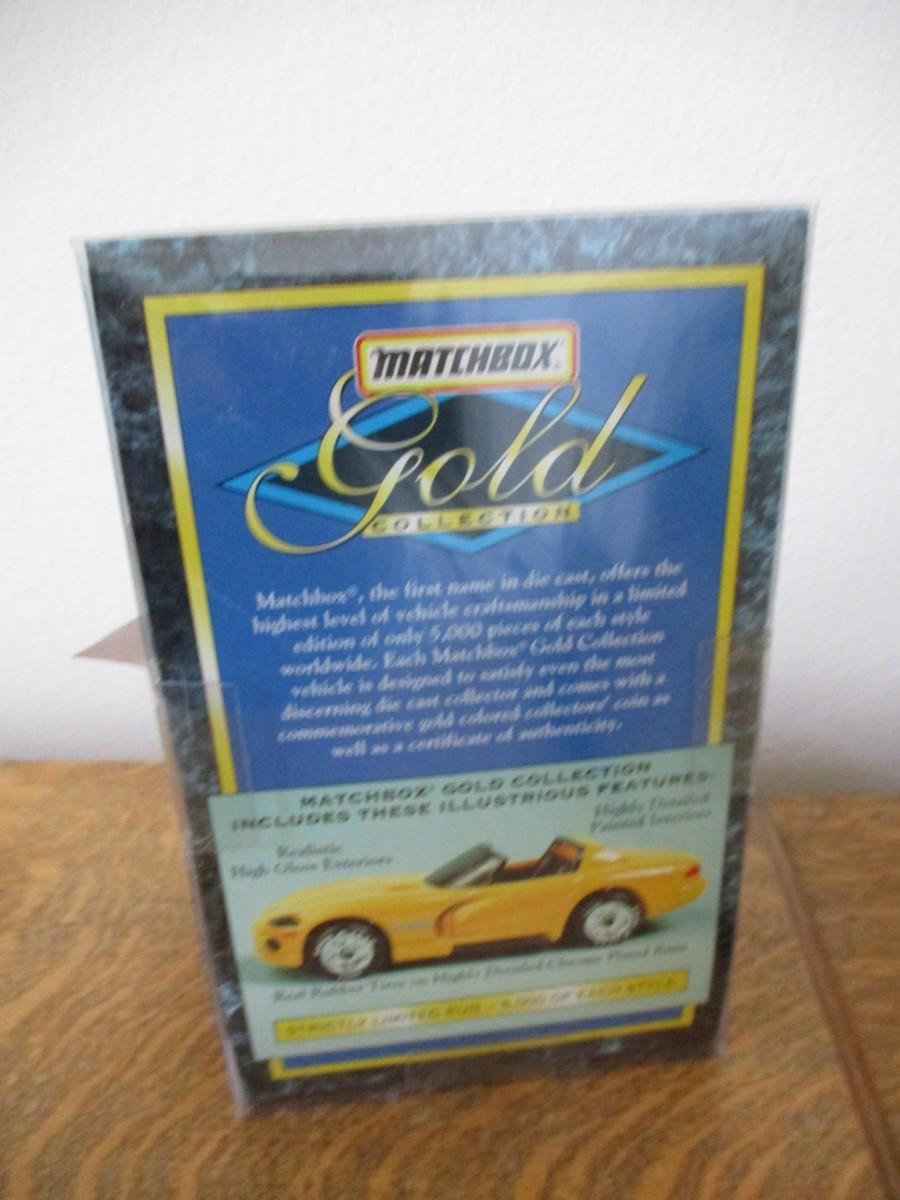 MATCHBOX®
Gold
COLLECTION
Matchbox®, the first name in die cast, offers the
highest level of vehicle craftsmanship in a limited
edition of only 5,000 pieces of each style
worldwide. Each Matchbox® Gold Collection
vehicle is designed to satisfy even the most
discerning die cast collector and comes with a
commemorative gold colored collectors' coin as
well as a certificate of authenticity.
MATCHBOX® GOLD COLLECTION
INCLUDES THESE ILLUSTRIOUS FEATURES:
Highly Detailed
Painted Interiors
Realistic
High Gloss Exteriors
Real Rubber Tires on Highly Detailed Chrome Plated Rims
STRICTLY LIMITED RUN - 5,000 OF EACH STYLE